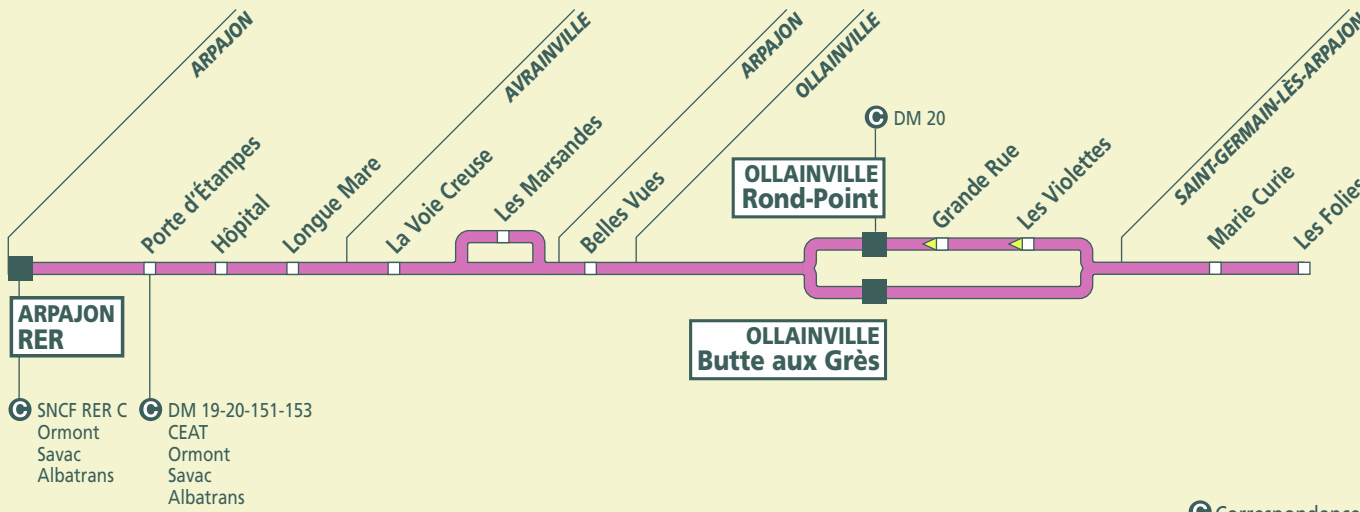 ARPAJON
AVRAINVILLE
ARPAJON
OLLAINVILLE
SAINT-GERMAIN-LÈS-ARPAJON
Porte d'Étampes
Hôpital
Longue Mare
La Voie Creuse
Les Marsandes
Belles Vues
C DM 20
OLLAINVILLE
Rond-Point
Grande Rue
Les Violettes
Marie Curie
Les Folies
ARPAJON
RER
OLLAINVILLE
Butte aux Grès
C SNCF RER C
Ormont
Savac
Albatrans
C DM 19-20-151-153
CEAT
Ormont
Savac
Albatrans
C Correspondance